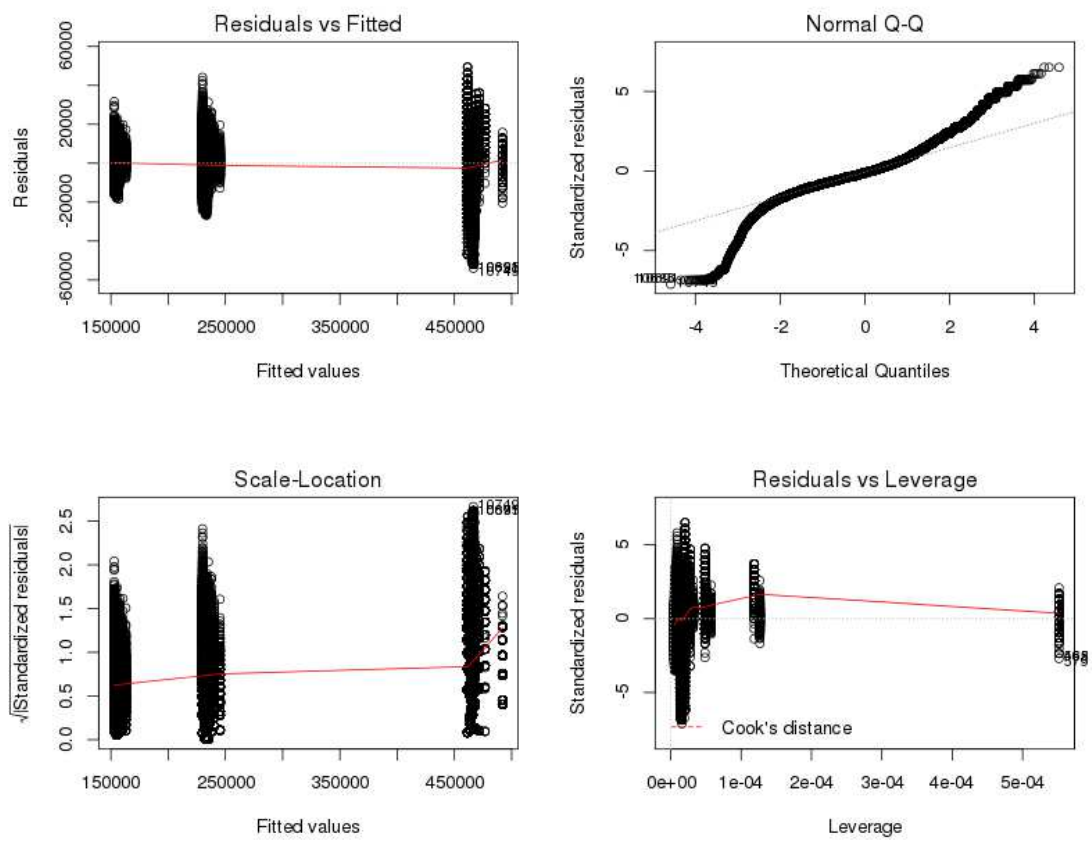 Residuals vs Fitted
Residuals
60000
20000
-20000
-60000
150000 250000 350000 450000
Fitted values
Normal Q-Q
Standardized residuals
5
0
-5
-4 -2 0 2 4
Theoretical Quantiles
Scale-Location
√|Standardized residuals|
2.5
2.0
1.5
1.0
0.5
0.0
150000 250000 350000 450000
Fitted values
Residuals vs Leverage
Standardized residuals
5
0
-5
Cook's distance
0e+00 1e-04 2e-04 3e-04 4e-04 5e-04
Leverage